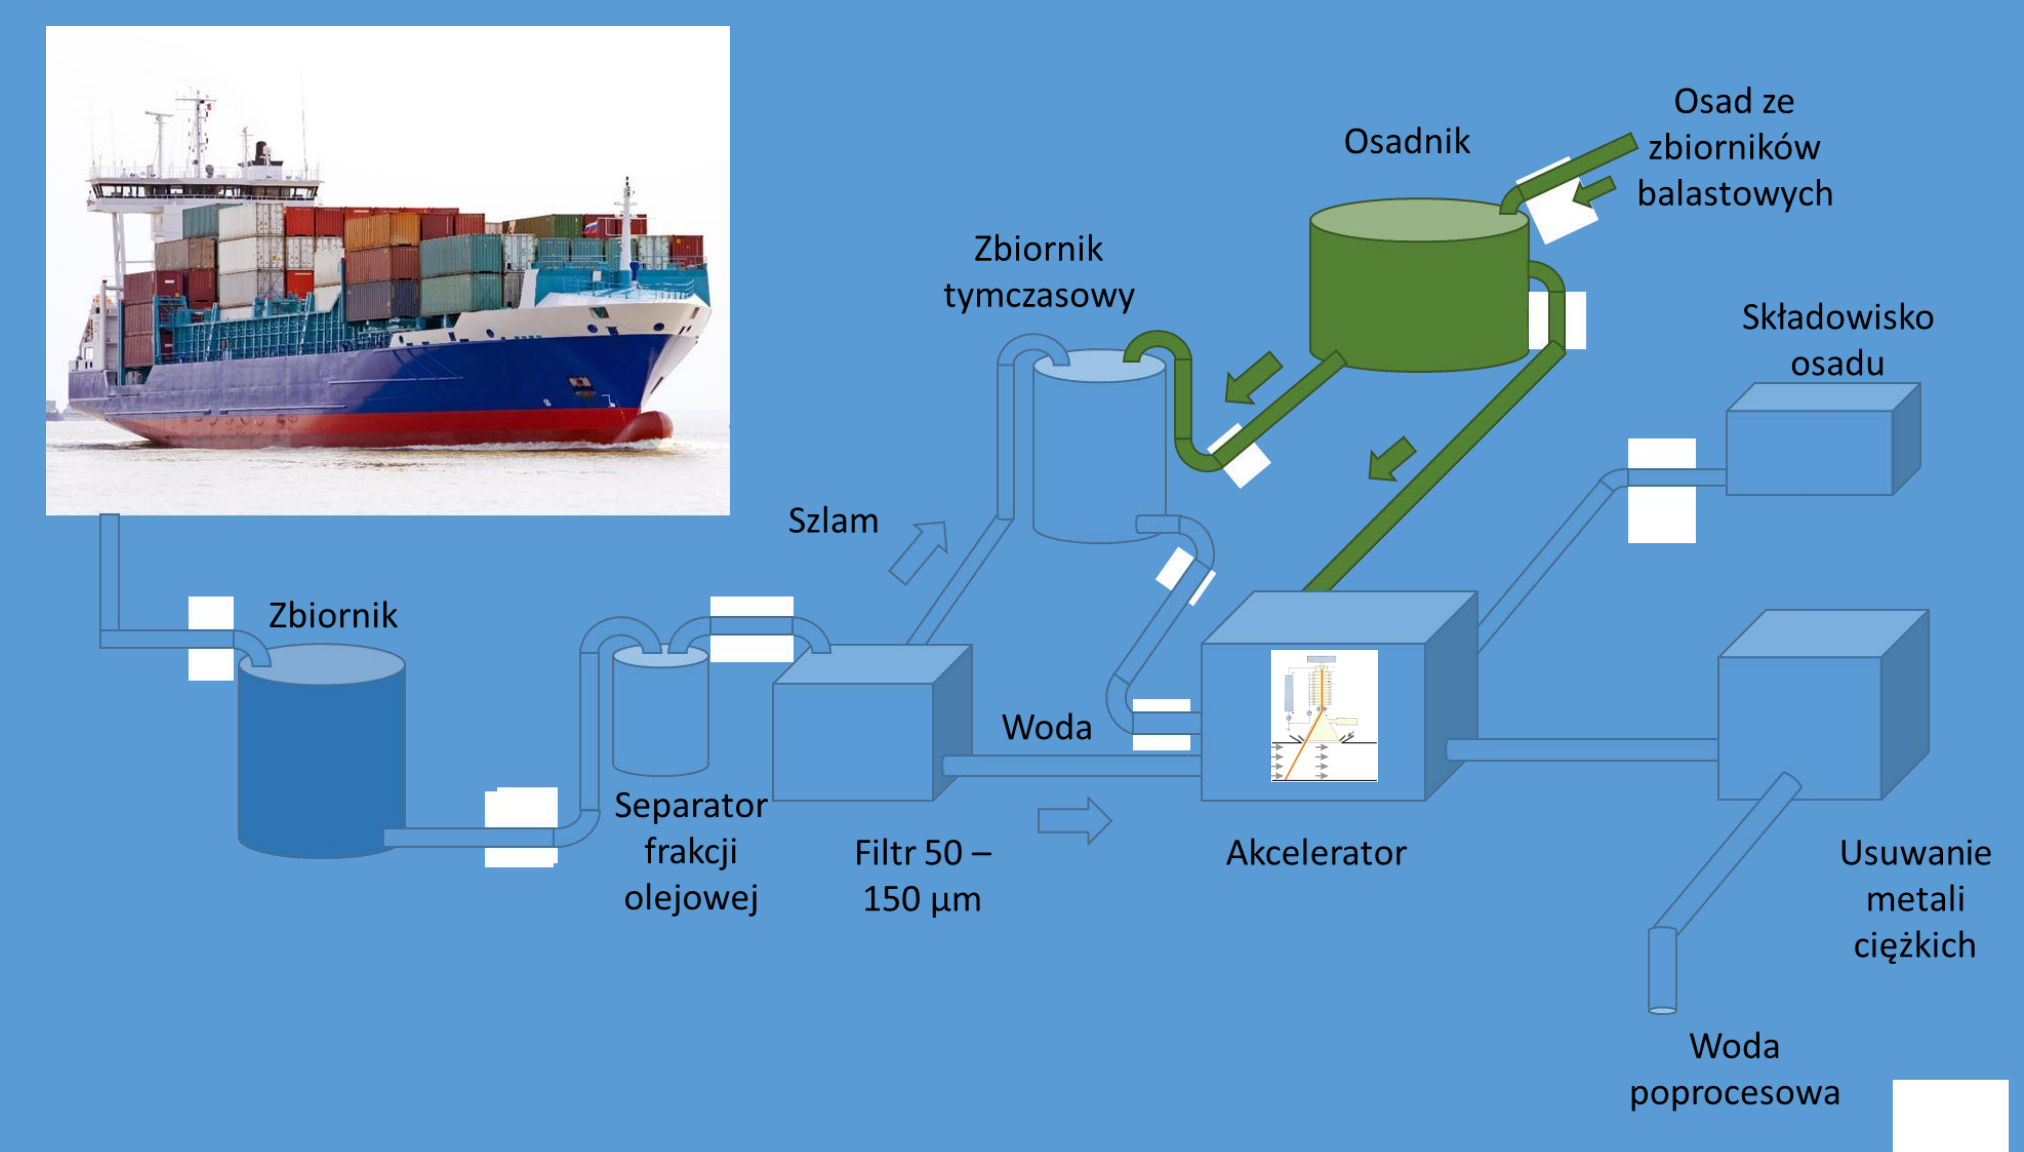 Osad ze
zbiorników
balastowych
Osadnik
Zbiornik
tymczasowy
Składowisko
osadu
Szlam
Zbiornik
Woda
Separator
frakcji
olejowej
Filtr 50 –
150 µm
Akcelerator
Usuwanie
metali
ciężkich
Woda
poprocesowa